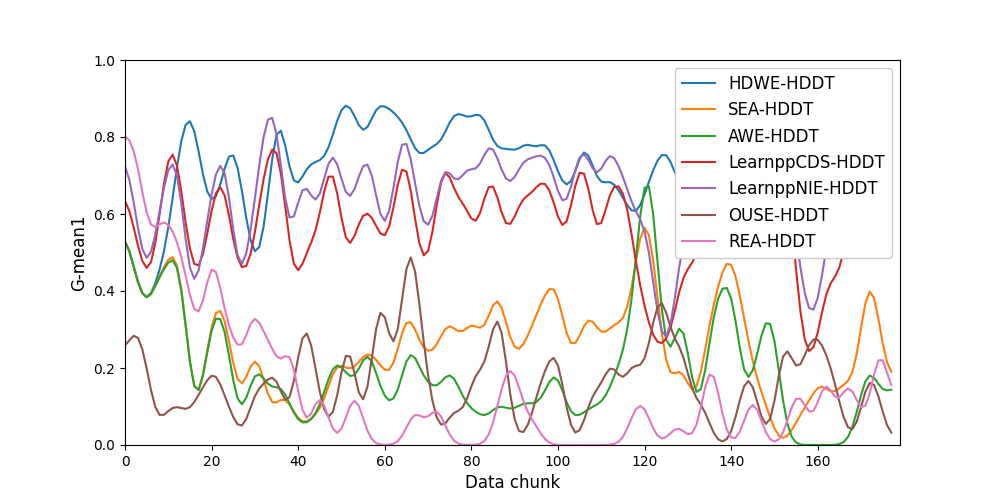 1.0
0.8
0.6
0.4
0.2
0.0
G-mean1
0 20 40 60 80 100 120 140 160
Data chunk
HDWE-HDDT
SEA-HDDT
AWE-HDDT
LearnppCDS-HDDT
LearnppNIE-HDDT
OUSE-HDDT
REA-HDDT